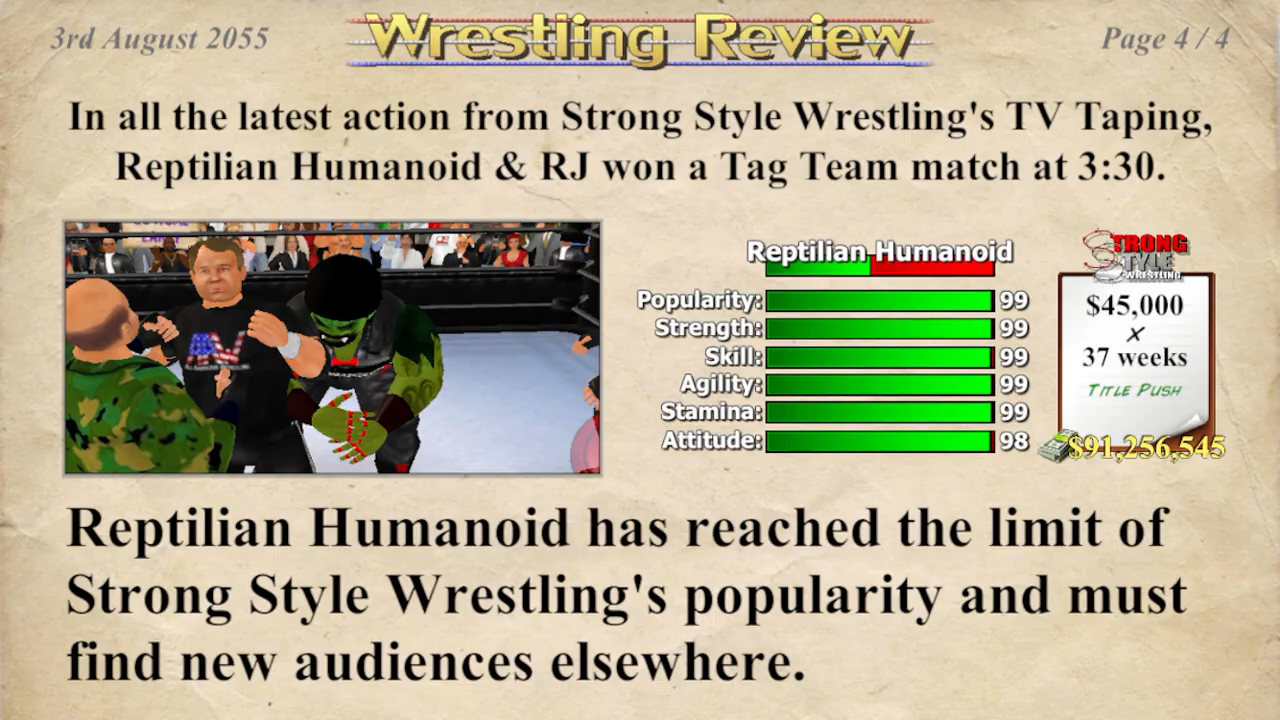 3rd August 2055
Wrestling Review
Page 4 / 4
In all the latest action from Strong Style Wrestling's TV Taping,
Reptilian Humanoid & RJ won a Tag Team match at 3:30.
Reptilian Humanoid
Popularity: 99
Strength: 99
Skill: 99
Agility: 99
Stamina: 99
Attitude: 98
STRONG
STYLE
WRESTLING
$45,000
x
37 weeks
TITLE PUSH
$91,256,545
Reptilian Humanoid has reached the limit of
Strong Style Wrestling's popularity and must
find new audiences elsewhere.